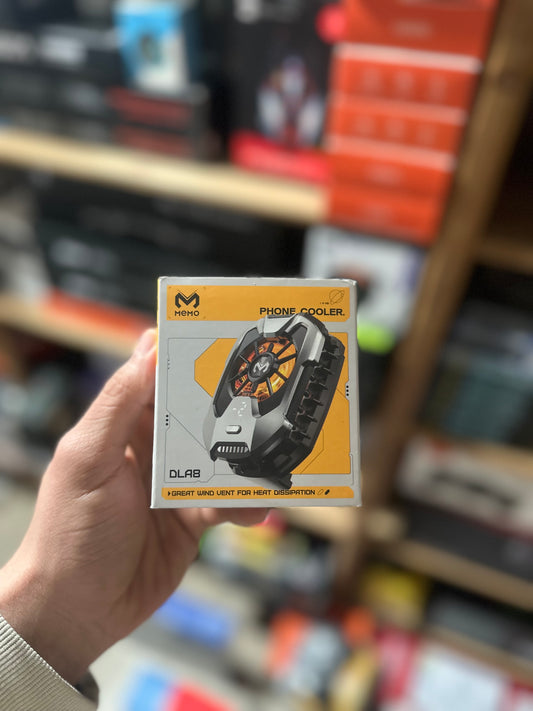 MEMO
PHONE COOLER.
DLA8
GREAT WIND VENT FOR HEAT DISSIPATION